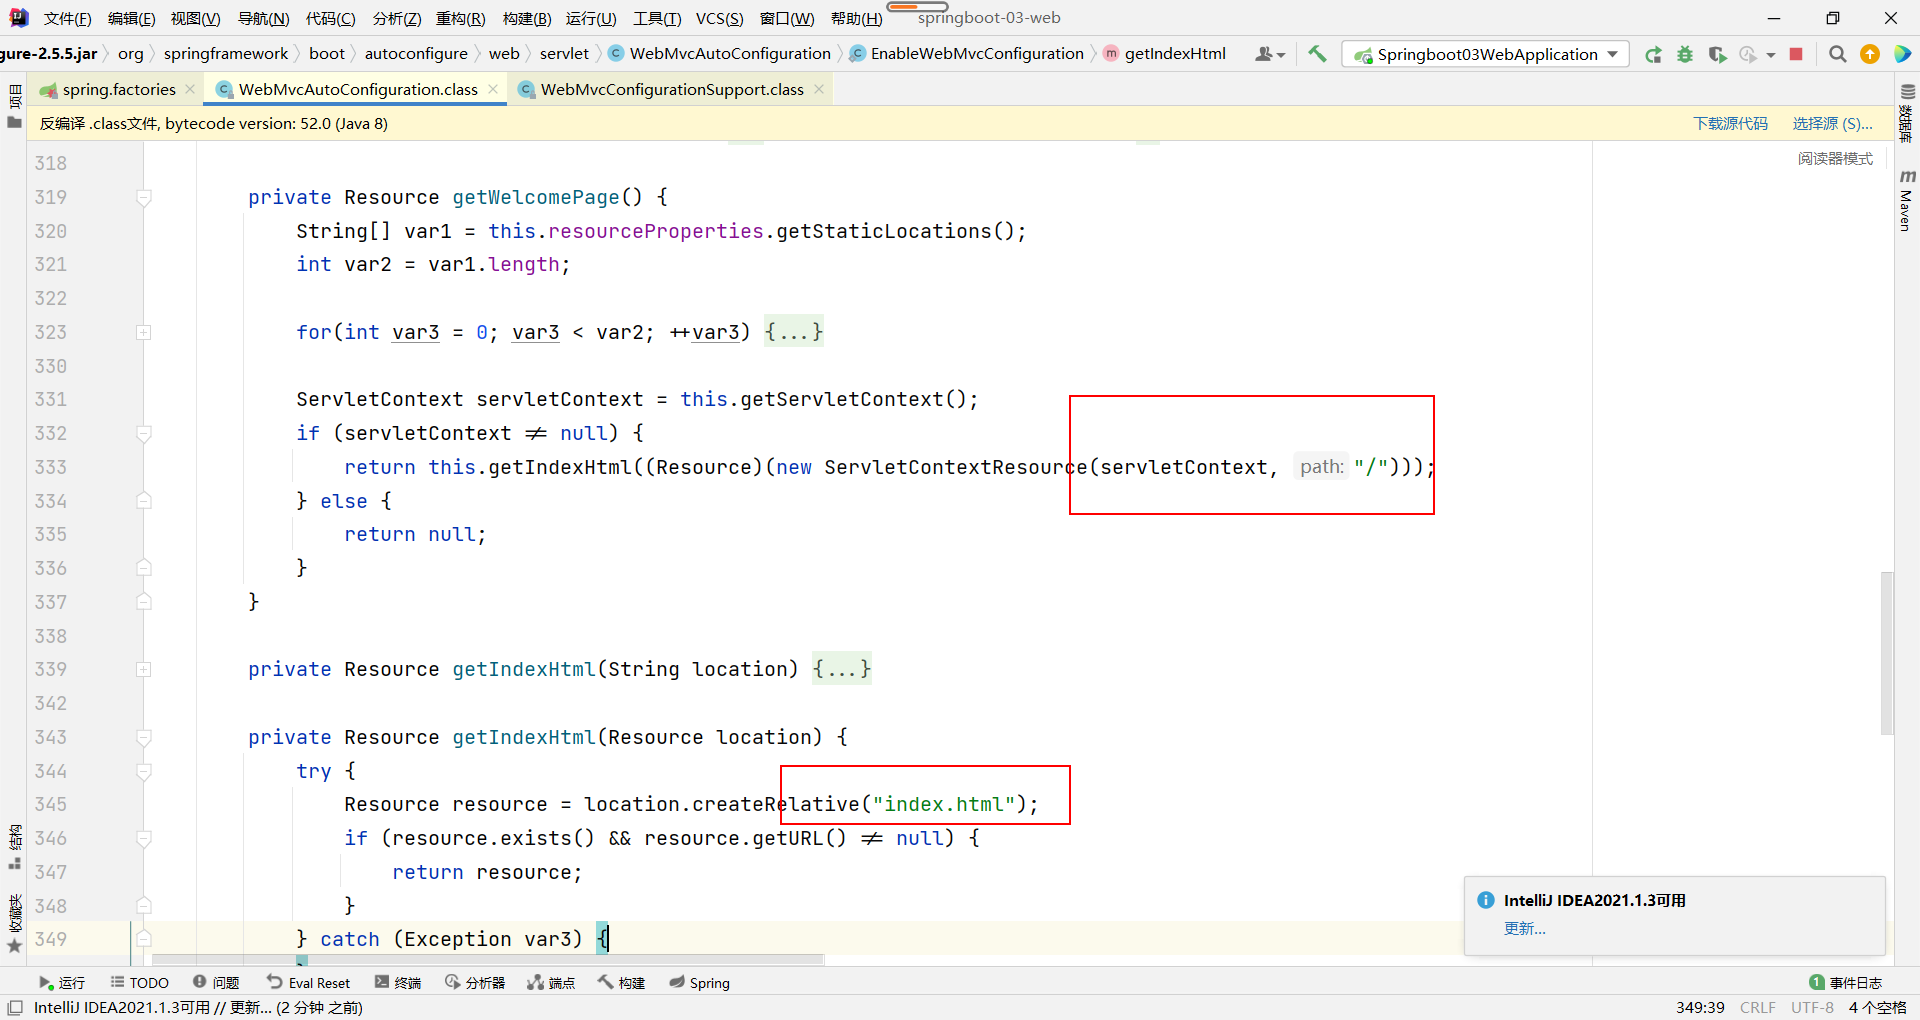 文件(F) 编辑(E) 视图(V) 导航(N) 代码(C) 分析(Z) 重构(R) 构建(B) 运行(U) 工具(T) VCS(S) 窗口(W) 帮助(H) springboot-03-web
gure-2.5.5.jar org springframework boot autoconfigure web servlet WebMvcAutoConfiguration EnableWebMvcConfiguration getIndexHtml Springboot03WebApplication
spring.factories WebMvcAutoConfiguration.class WebMvcConfigurationSupport.class
反编译 .class文件, bytecode version: 52.0 (Java 8) 下载源代码 选择源 (S)...
阅读器模式
318
319 private Resource getWelcomePage() {
320 String[] var1 = this.resourceProperties.getStaticLocations();
321 int var2 = var1.length;
322
323 for(int var3 = 0; var3 < var2; ++var3) {...}
330
331 ServletContext servletContext = this.getServletContext();
332 if (servletContext != null) {
333 return this.getIndexHtml((Resource)(new ServletContextResource(servletContext, path: "/")));
334 } else {
335 return null;
336 }
337 }
338
339 private Resource getIndexHtml(String location) {...}
342
343 private Resource getIndexHtml(Resource location) {
344 try {
345 Resource resource = location.createRelative("index.html");
346 if (resource.exists() && resource.getURL() != null) {
347 return resource;
348 }
349 } catch (Exception var3) {
项目
结构
收藏夹
数据库
m Maven
IntelliJ IDEA2021.1.3可用
更新...
运行 TODO 问题 Eval Reset 终端 分析器 端点 构建 Spring 1 事件日志
IntelliJ IDEA2021.1.3可用 // 更新... (2 分钟 之前) 349:39 CRLF UTF-8 4 个空格